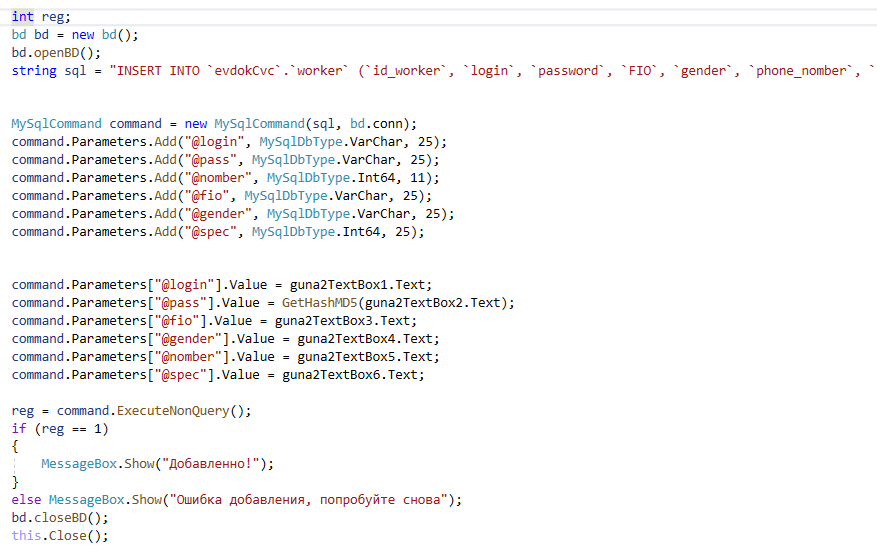 int reg;
bd bd = new bd();
bd.openBD();
string sql = "INSERT INTO `evdokCvc`.`worker` (`id_worker`, `login`, `password`, `FIO`, `gender`, `phone_nomber`, `
MySqlCommand command = new MySqlCommand(sql, bd.conn);
command.Parameters.Add("@login", MySqlDbType.VarChar, 25);
command.Parameters.Add("@pass", MySqlDbType.VarChar, 25);
command.Parameters.Add("@nomber", MySqlDbType.Int64, 11);
command.Parameters.Add("@fio", MySqlDbType.VarChar, 25);
command.Parameters.Add("@gender", MySqlDbType.VarChar, 25);
command.Parameters.Add("@spec", MySqlDbType.Int64, 25);
command.Parameters["@login"].Value = guna2TextBox1.Text;
command.Parameters["@pass"].Value = GetHashMD5(guna2TextBox2.Text);
command.Parameters["@fio"].Value = guna2TextBox3.Text;
command.Parameters["@gender"].Value = guna2TextBox4.Text;
command.Parameters["@nomber"].Value = guna2TextBox5.Text;
command.Parameters["@spec"].Value = guna2TextBox6.Text;
reg = command.ExecuteNonQuery();
if (reg == 1)
{
MessageBox.Show("Добавленно!");
}
else MessageBox.Show("Ошибка добавления, попробуйте снова");
bd.closeBD();
this.Close();